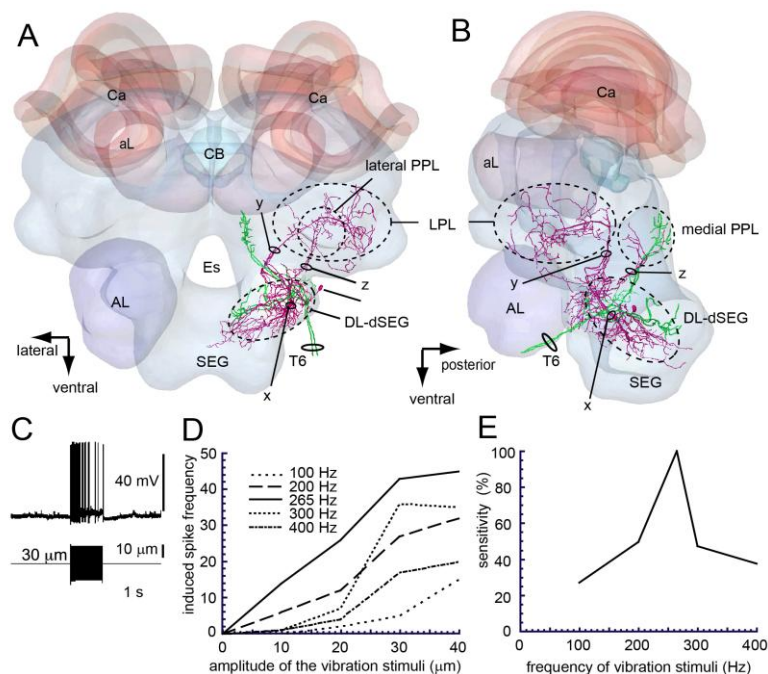 A
B
Ca
Ca
Ca
aL
CB
aL
lateral PPL
LPL
medial PPL
y
Es
z
y
z
AL
AL
DL-dSEG
DL-dSEG
SEG
T6
T6
SEG
x
x
lateral
ventral
posterior
ventral
C
40 mV
30 µm
10 µm
1 s
D
induced spike frequency
50
40
30
20
10
0
100 Hz
200 Hz
265 Hz
300 Hz
400 Hz
0 10 20 30 40
amplitude of the vibration stimuli (µm)
E
sensitivity (%)
100
80
60
40
20
0
100 200 300 400
frequency of vibration stimuli (Hz)